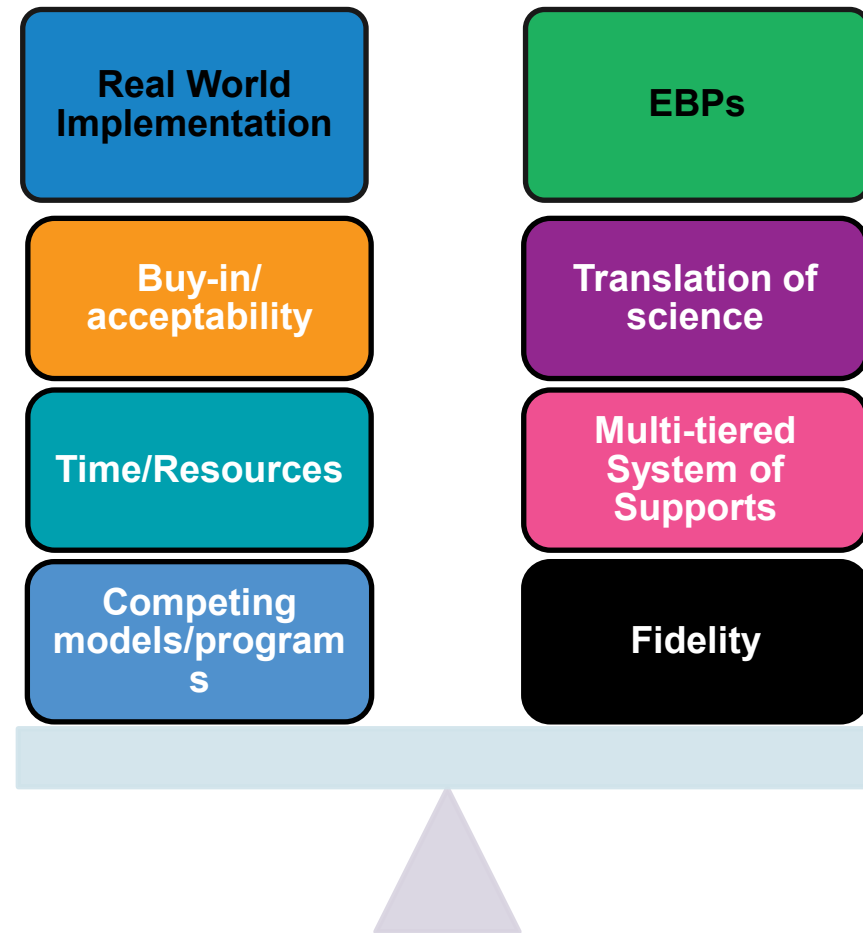 Real World
Implementation
Buy-in/
acceptability
Time/Resources
Competing
models/program
s
EBPs
Translation of
science
Multi-tiered
System of
Supports
Fidelity